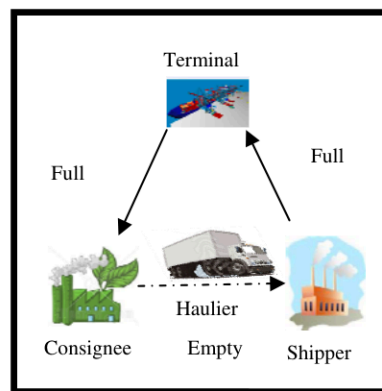 Terminal
Full
Full
Haulier
Consignee
Empty
Shipper